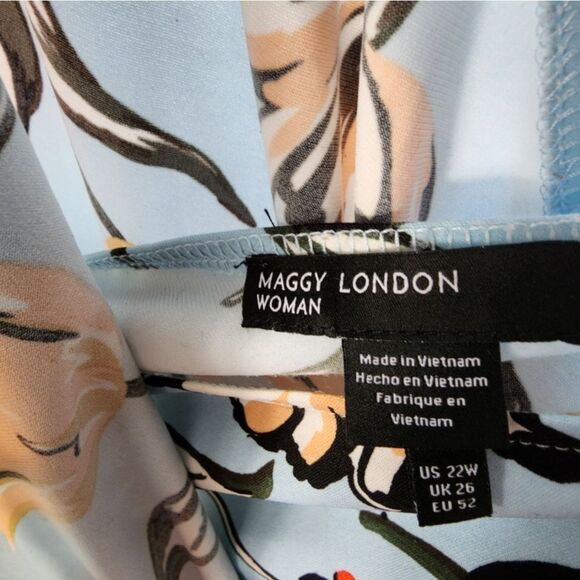 MAGGY LONDON
WOMAN
Made in Vietnam
Hecho en Vietnam
Fabrique en
Vietnam
US 22W
UK 26
EU 52